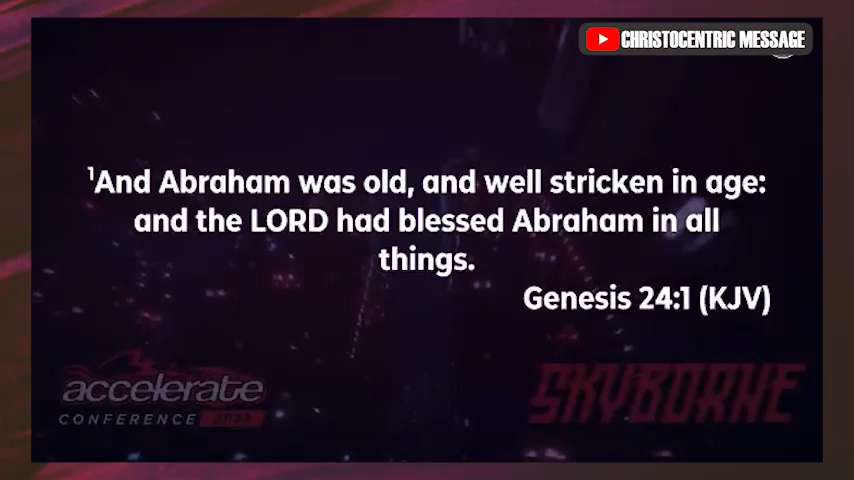 CHRISTOCENTRIC MESSAGE
¹And Abraham was old, and well stricken in age:
and the LORD had blessed Abraham in all
things.
Genesis 24:1 (KJV)
accelerate
CONFERENCE
SKYBORNE